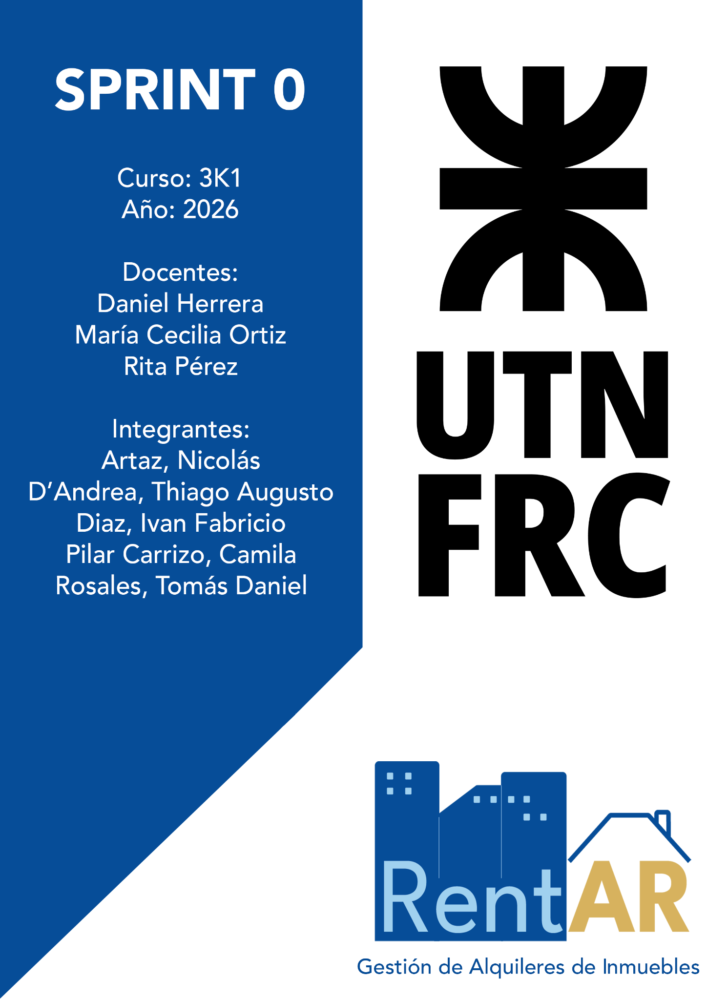 SPRINT 0
Curso: 3K1
Año: 2026
Docentes:
Daniel Herrera
María Cecilia Ortiz
Rita Pérez
Integrantes:
Artaz, Nicolás
D’Andrea, Thiago Augusto
Diaz, Ivan Fabricio
Pilar Carrizo, Camila
Rosales, Tomás Daniel
UTN
FRC
RentAR
Gestión de Alquileres de Inmuebles